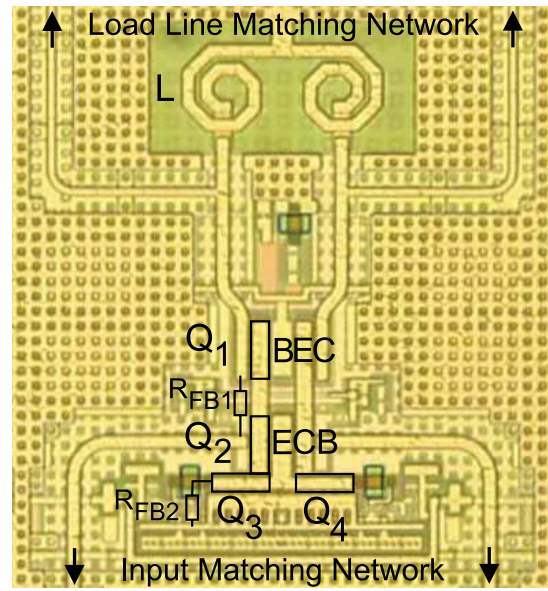 Load Line Matching Network
L
Q1 BEC
RFB1
Q2 ECB
RFB2 Q3 Q4
Input Matching Network